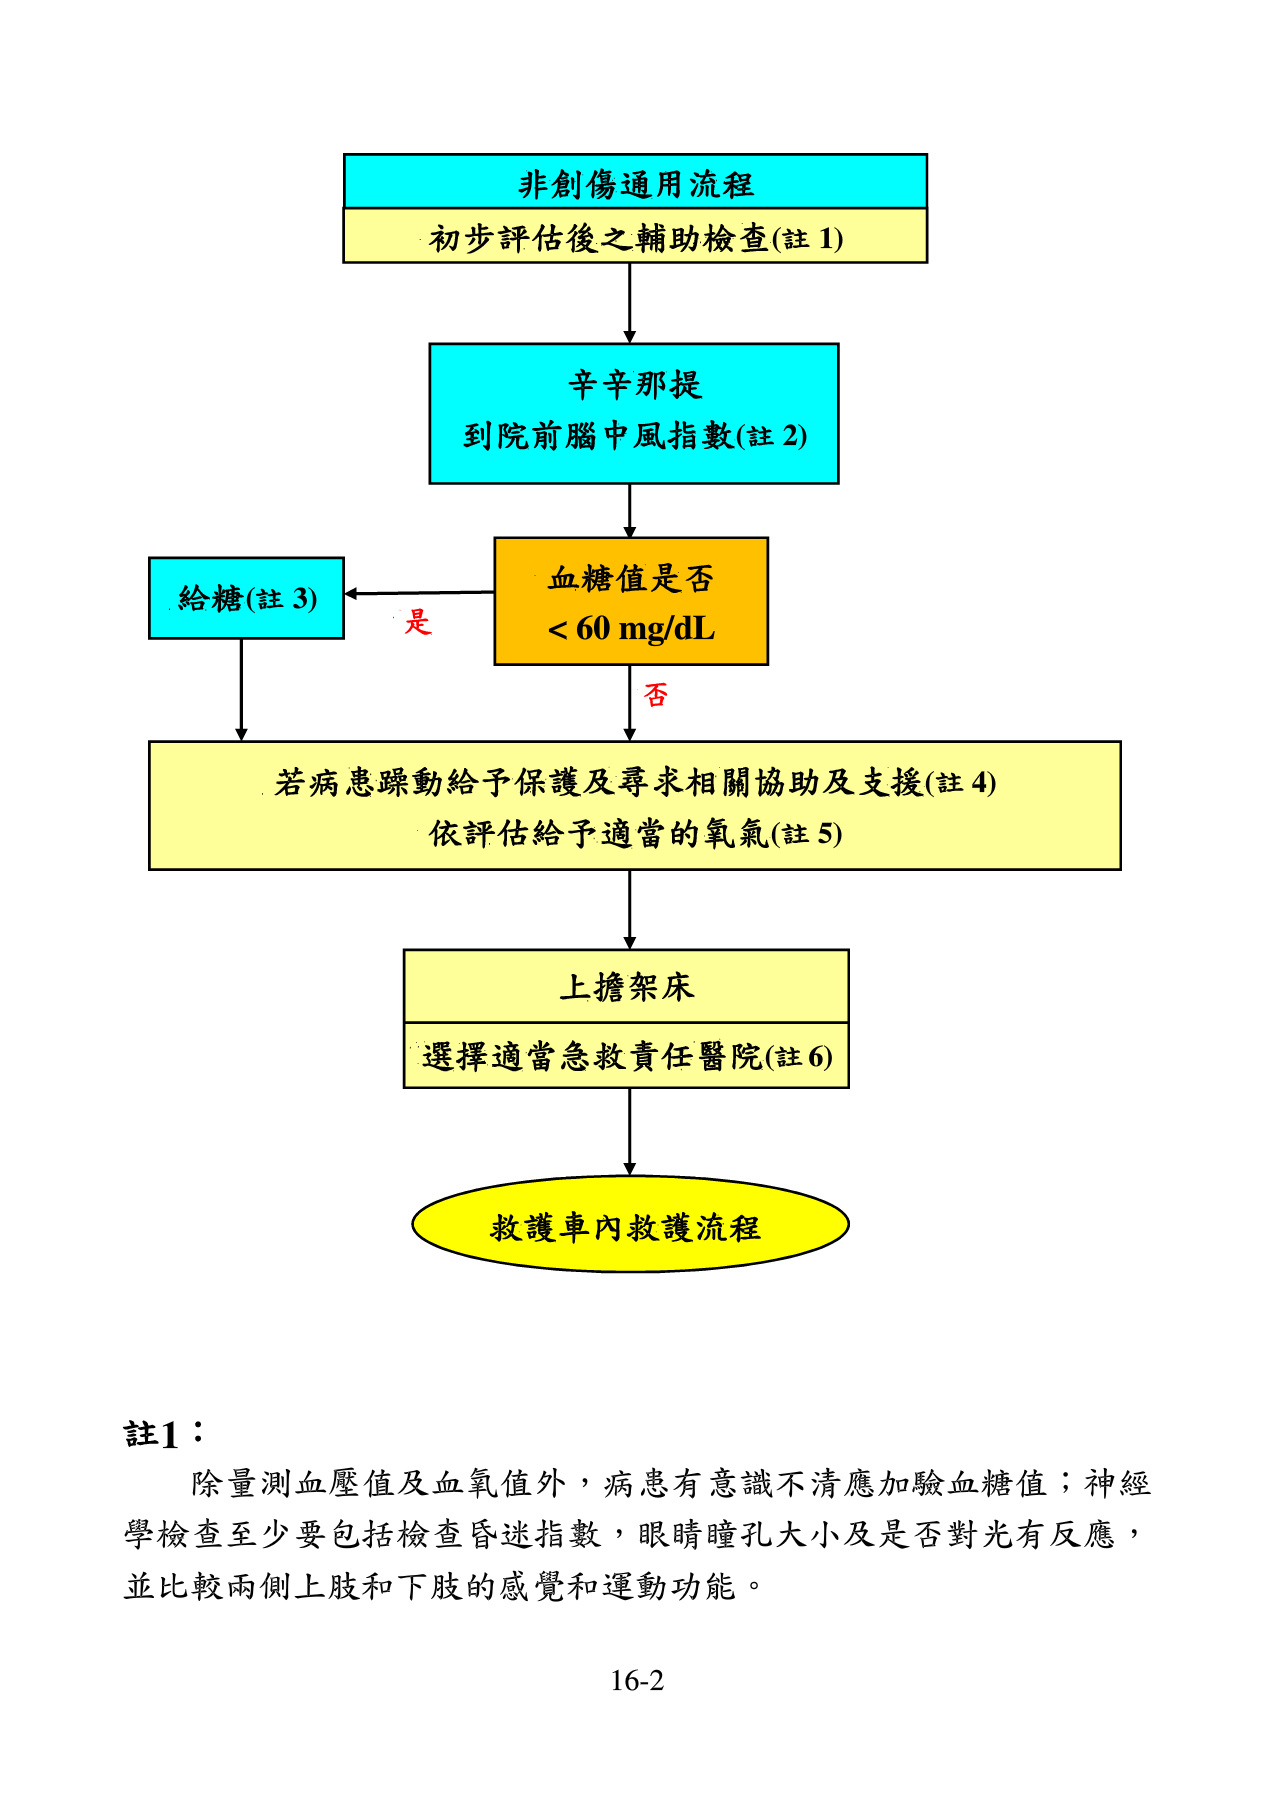 非創傷通用流程
初步評估後之輔助檢查(註 1)
辛辛那提
到院前腦中風指數(註 2)
血糖值是否
< 60 mg/dL
給糖(註 3)
是
否
若病患躁動給予保護及尋求相關協助及支援(註 4)
依評估給予適當的氧氣(註 5)
上擔架床
選擇適當急救責任醫院(註 6)
救護車內救護流程
註1：
除量測血壓值及血氧值外，病患有意識不清應加驗血糖值；神經
學檢查至少要包括檢查昏迷指數，眼睛瞳孔大小及是否對光有反應，
並比較兩側上肢和下肢的感覺和運動功能。
16-2